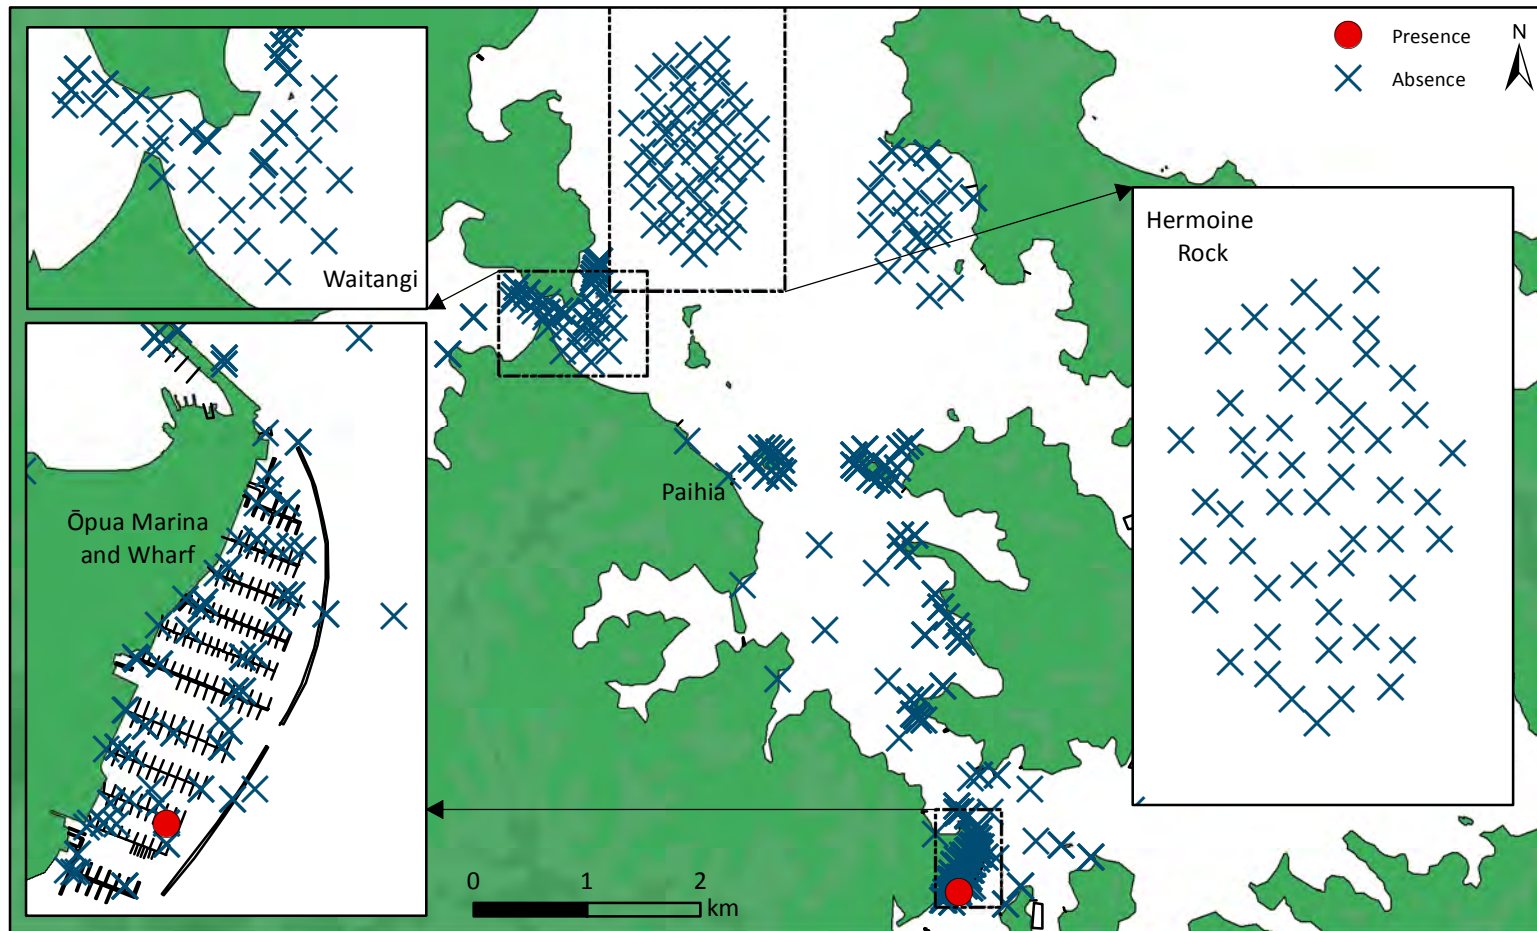 Presence
Absence
N
Waitangi
Hermoine
Rock
Ōpua Marina
and Wharf
Paihia
0 1 2
km